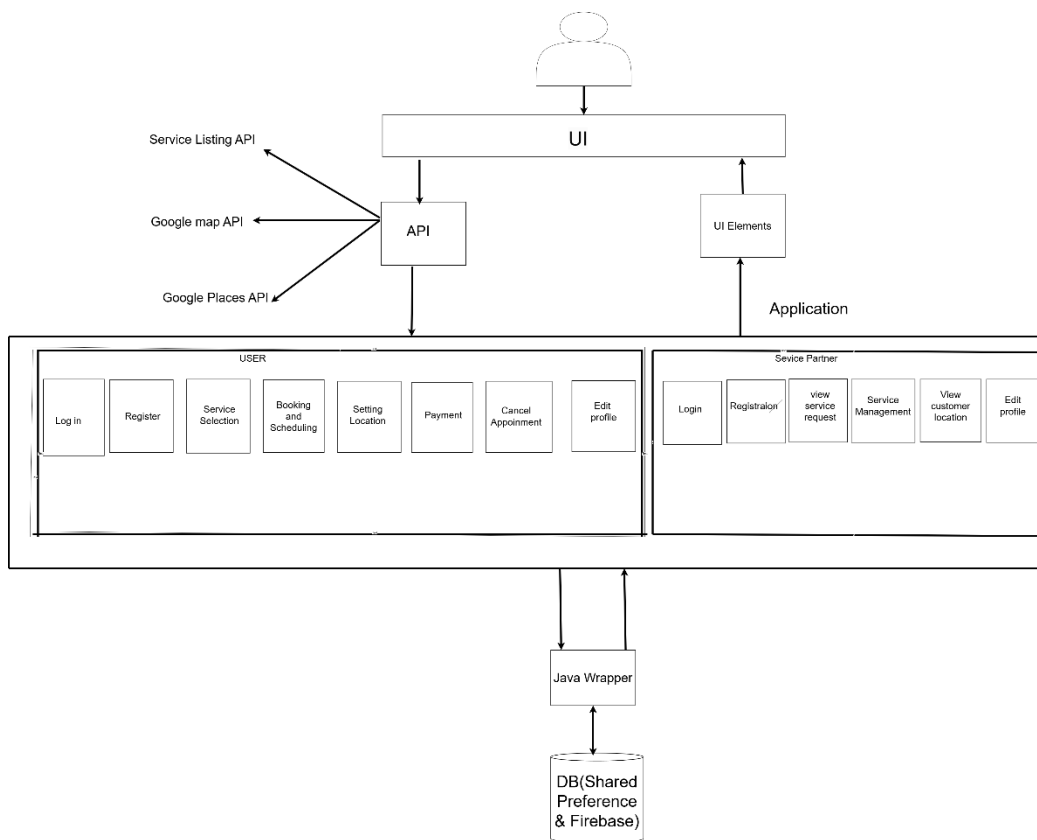 UI
Service Listing API
Google map API
Google Places API
API
UI Elements
Application
USER
Log in
Register
Service
Selection
Booking
and
Scheduling
Setting
Location
Payment
Cancel
Appoinment
Edit
profile
Sevice Partner
Login
Registraion
view
service
request
Service
Management
View
customer
location
Edit
profile
Java Wrapper
DB(Shared
Preference
& Firebase)